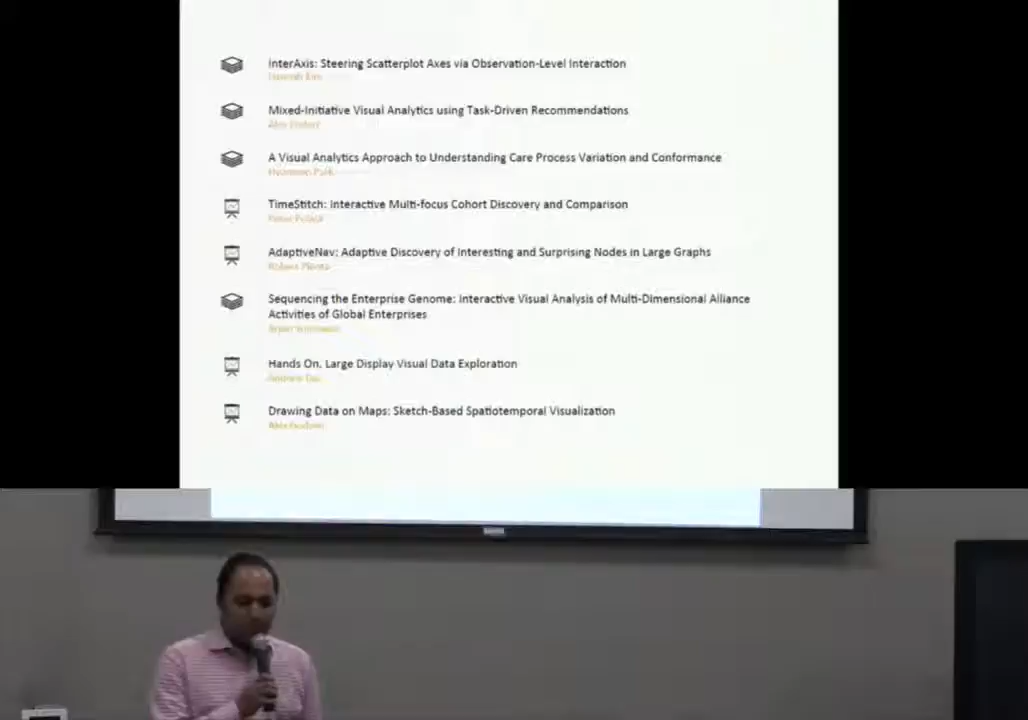 InterAxis: Steering Scatterplot Axes via Observation-Level Interaction
Mixed-Initiative Visual Analytics using Task-Driven Recommendations
A Visual Analytics Approach to Understanding Care Process Variation and Conformance
TimeStitch: Interactive Multi-focus Cohort Discovery and Comparison
AdaptiveNav: Adaptive Discovery of Interesting and Surprising Nodes in Large Graphs
Sequencing the Enterprise Genome: Interactive Visual Analysis of Multi-Dimensional Alliance
Activities of Global Enterprises
Hands On, Large Display Visual Data Exploration
Drawing Data on Maps: Sketch-Based Spatiotemporal Visualization